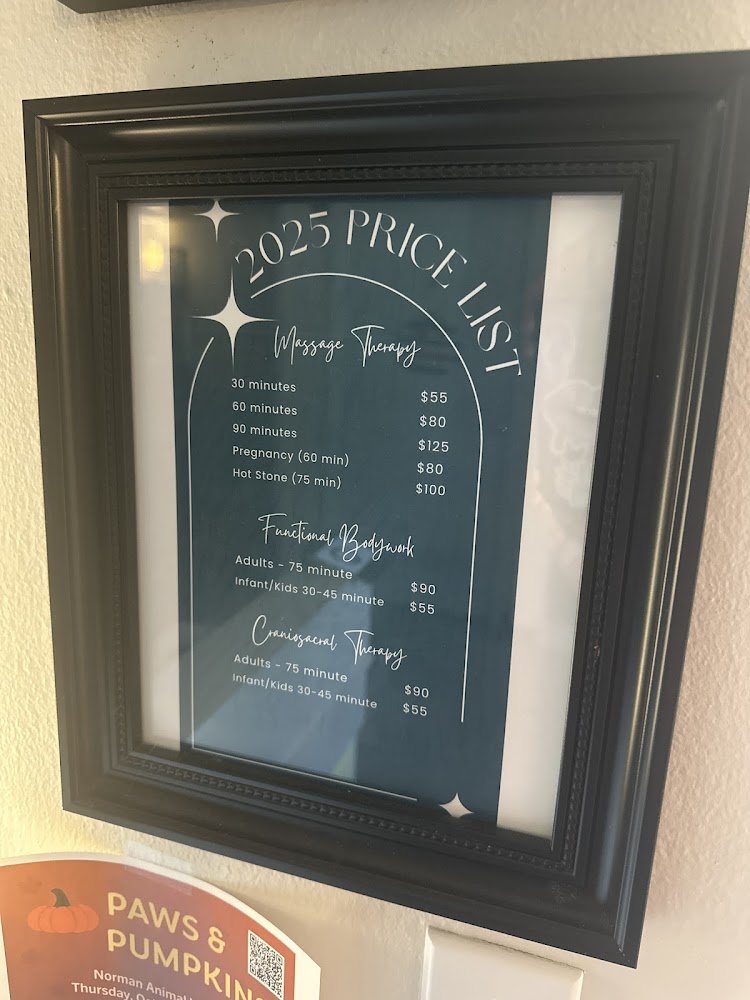 2025 PRICE LIST
Massage Therapy
30 minutes $55
60 minutes $80
90 minutes $125
Pregnancy (60 min) $80
Hot Stone (75 min) $100
Functional Bodywork
Adults - 75 minute $90
Infant/Kids 30-45 minute $55
Craniosacral Therapy
Adults - 75 minute $90
Infant/Kids 30-45 minute $55
PAWS &
PUMPKIN
Norman Animal
Thursday,